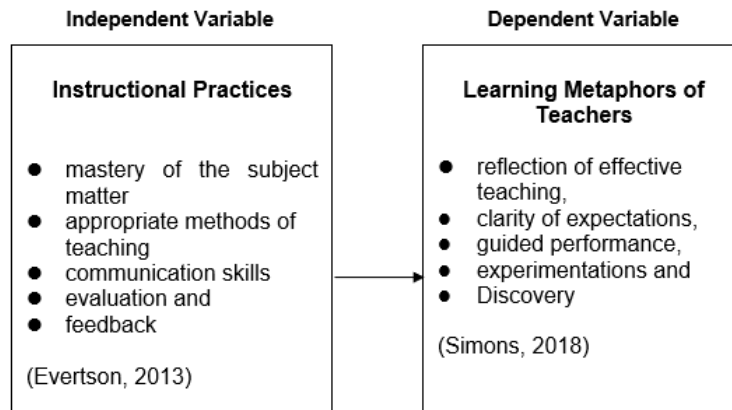 Independent Variable
Instructional Practices
● mastery of the subject
matter
● appropriate methods of
teaching
● communication skills
● evaluation and
● feedback
(Evertson, 2013)
Dependent Variable
Learning Metaphors of
Teachers
● reflection of effective
teaching,
● clarity of expectations,
● guided performance,
● experimentations and
● Discovery
(Simons, 2018)